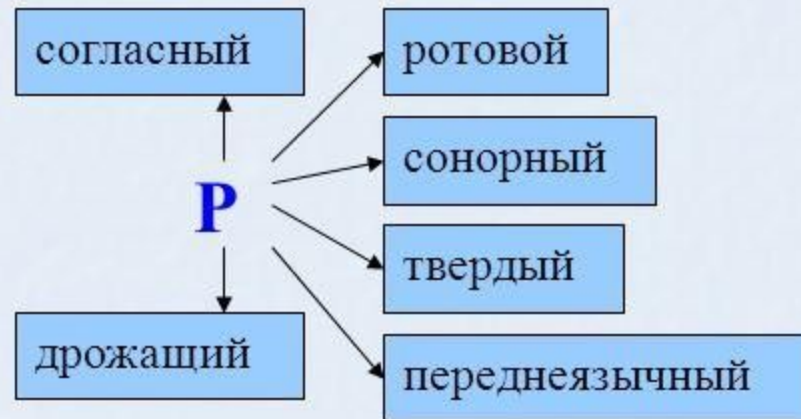 согласный
ротовой
сонорный
Р
твердый
дрожащий
переднеязычный